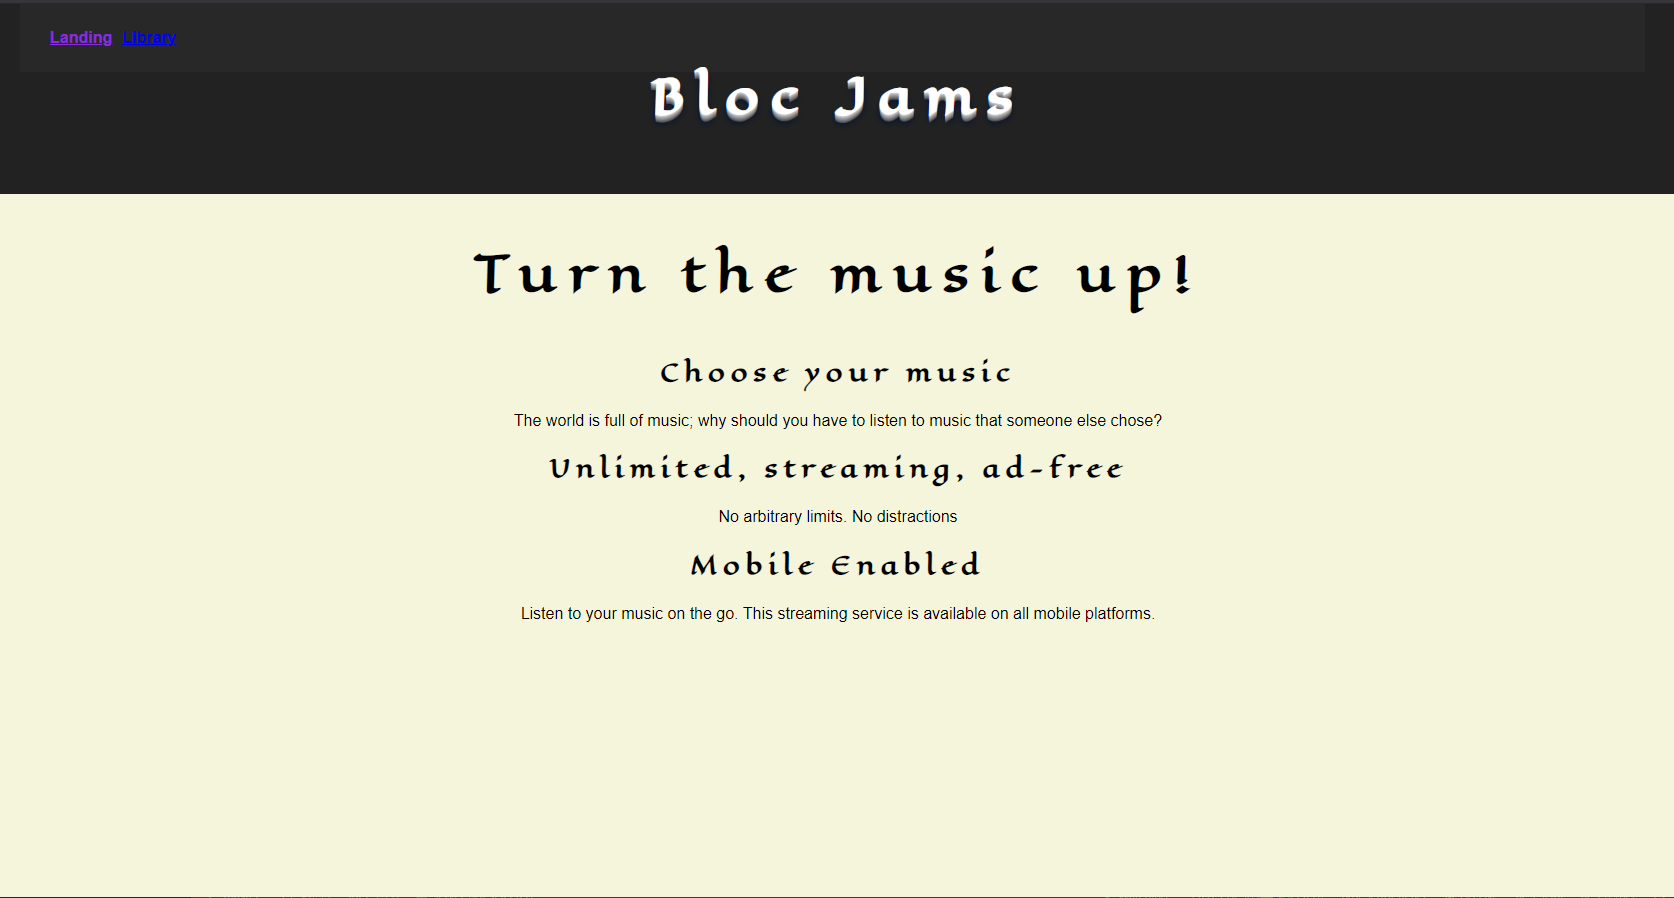 Landing Library
Bloc Jams
Turn the music up!
Choose your music
The world is full of music; why should you have to listen to music that someone else chose?
Unlimited, streaming, ad-free
No arbitrary limits. No distractions
Mobile Enabled
Listen to your music on the go. This streaming service is available on all mobile platforms.